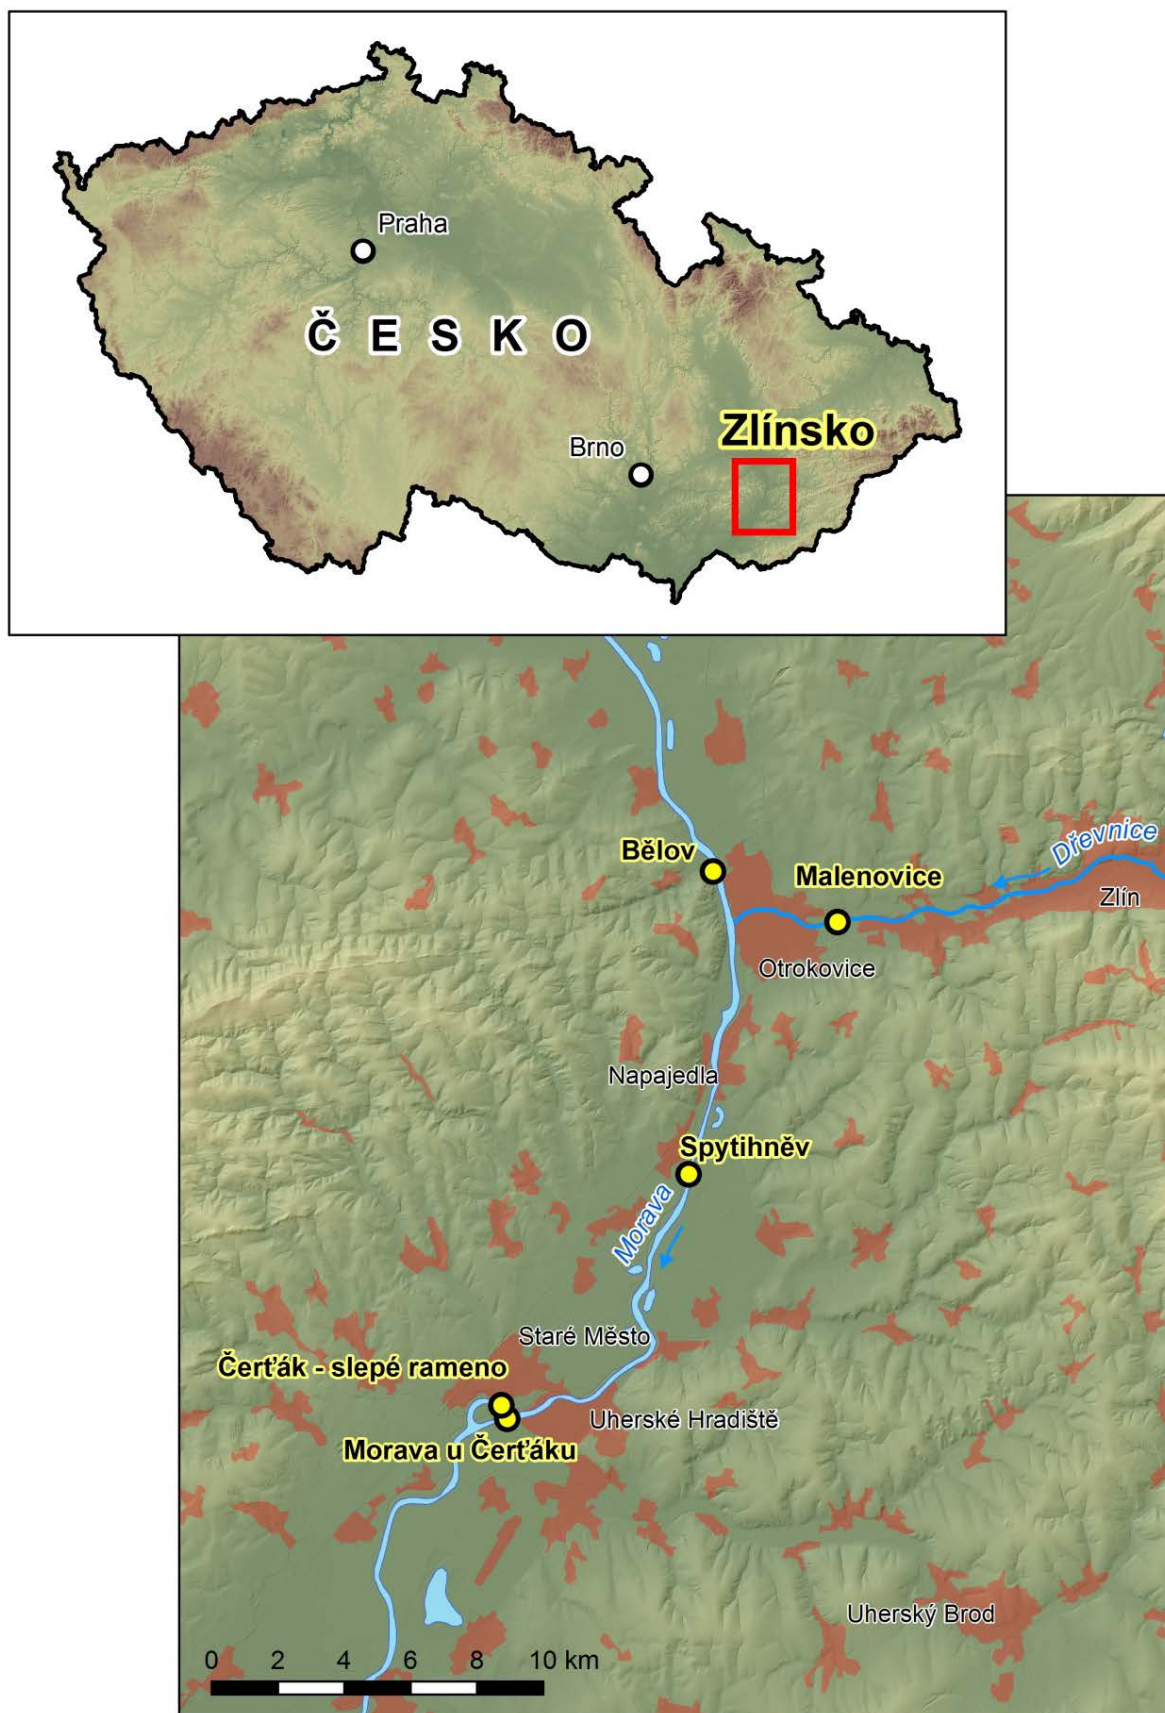 Praha
Č E S K O
Zlínsko
Brno
Dřevnice
Bělov
Malenovice
Zlín
Otrokovice
Napajedla
Spytihněv
Morava
Staré Město
Čerťák - slepé rameno
Uherské Hradiště
Morava u Čerťáku
Uherský Brod
0 2 4 6 8 10 km